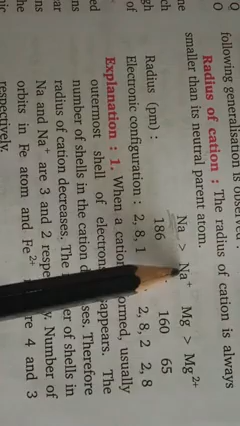 following generalisation is observed :
Radius of cation : The radius of cation is always
smaller than its neutral parent atom.
Na > Na⁺ Mg > Mg²⁺
Radius (pm) : 186 160 65
Electronic configuration : 2, 8, 1 2, 8, 2 2, 8
Explanation : 1. When a cation ormed, usually
outermost shell of electron sappears. The
number of shells in the cation d ses. Therefore
radius of cation decreases. The er of shells in
Na and Na⁺ are 3 and 2 respe y. Number of
orbits in Fe atom and Fe²⁺ re 4 and 3
respectively.